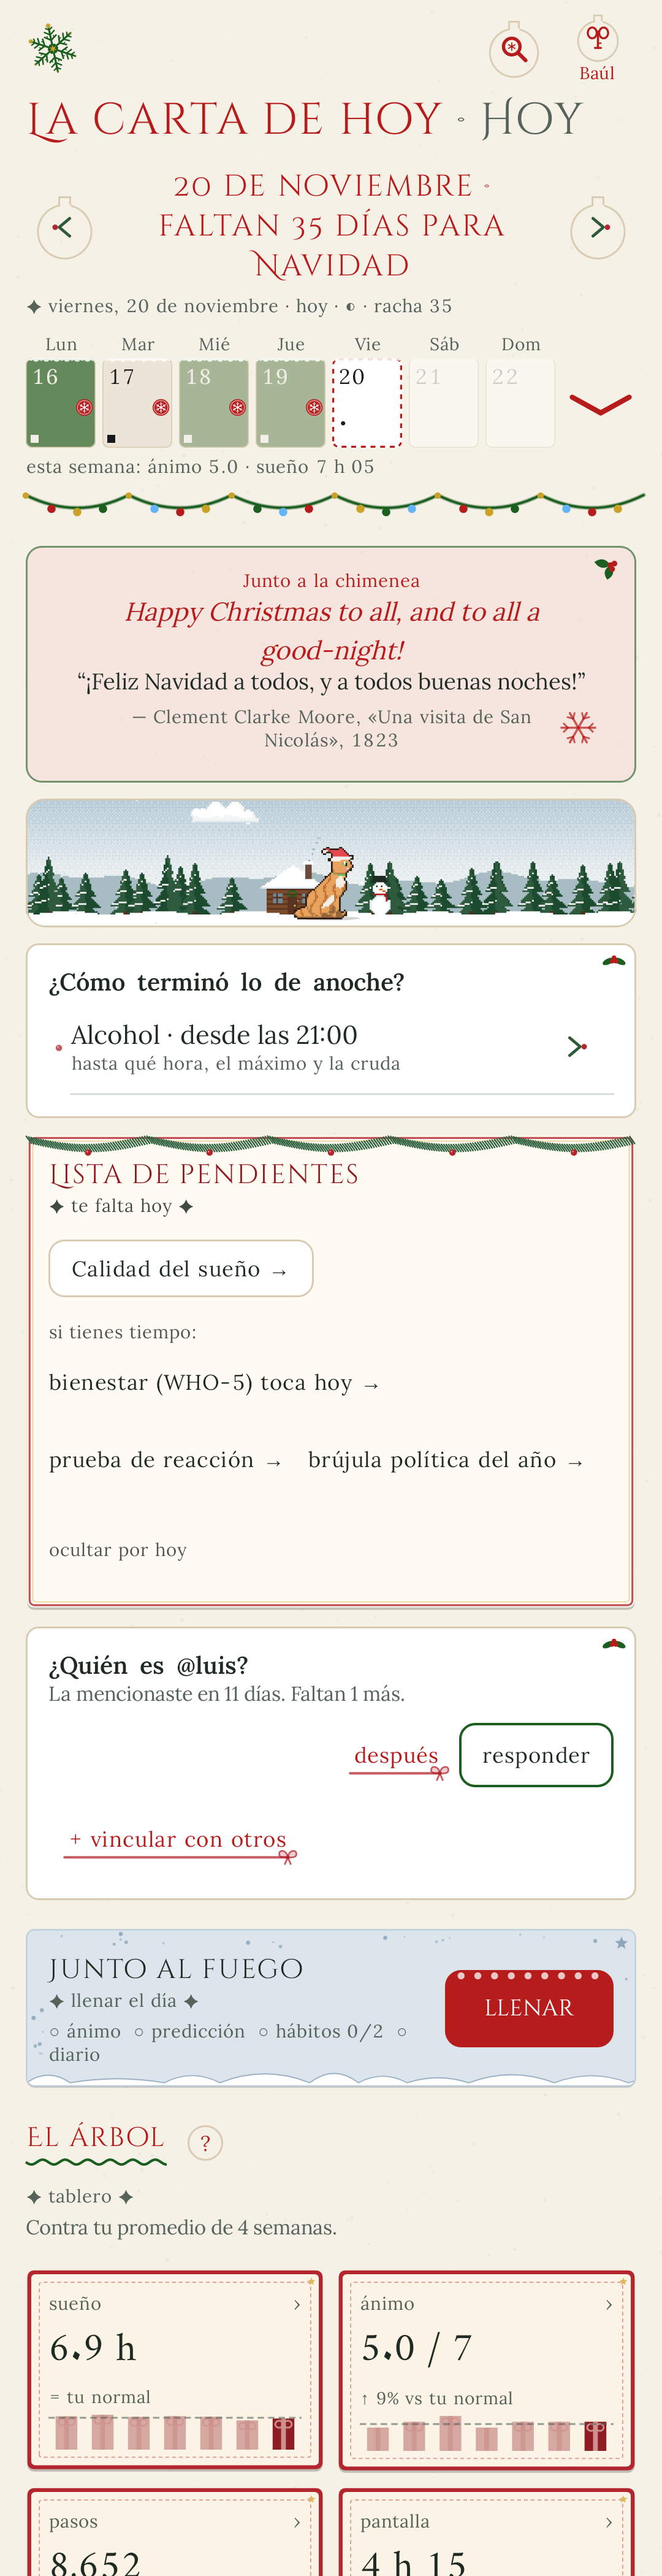 Baúl
LA CARTA DE HOY · HOY
20 DE NOVIEMBRE ·
FALTAN 35 DÍAS PARA
NAVIDAD
✦ viernes, 20 de noviembre · hoy · ◐ · racha 35
Lun Mar Mié Jue Vie Sáb Dom
16 17 18 19 20 21 22
esta semana: ánimo 5.0 · sueño 7 h 05
Junto a la chimenea
Happy Christmas to all, and to all a
good-night!
“¡Feliz Navidad a todos, y a todos buenas noches!”
— Clement Clarke Moore, «Una visita de San
Nicolás», 1823
¿Cómo terminó lo de anoche?
Alcohol · desde las 21:00
hasta qué hora, el máximo y la cruda
LISTA DE PENDIENTES
✦ te falta hoy ✦
Calidad del sueño →
si tienes tiempo:
bienestar (WHO-5) toca hoy →
prueba de reacción → brújula política del año →
ocultar por hoy
¿Quién es @luis?
La mencionaste en 11 días. Faltan 1 más.
después responder
+ vincular con otros
JUNTO AL FUEGO
✦ llenar el día ✦
○ ánimo ○ predicción ○ hábitos 0/2 ○
diario
LLENAR
EL ÁRBOL ?
✦ tablero ✦
Contra tu promedio de 4 semanas.
sueño ›
6.9 h
= tu normal
ánimo ›
5.0 / 7
↑ 9% vs tu normal
pasos ›
8.652
pantalla ›
4 h 15